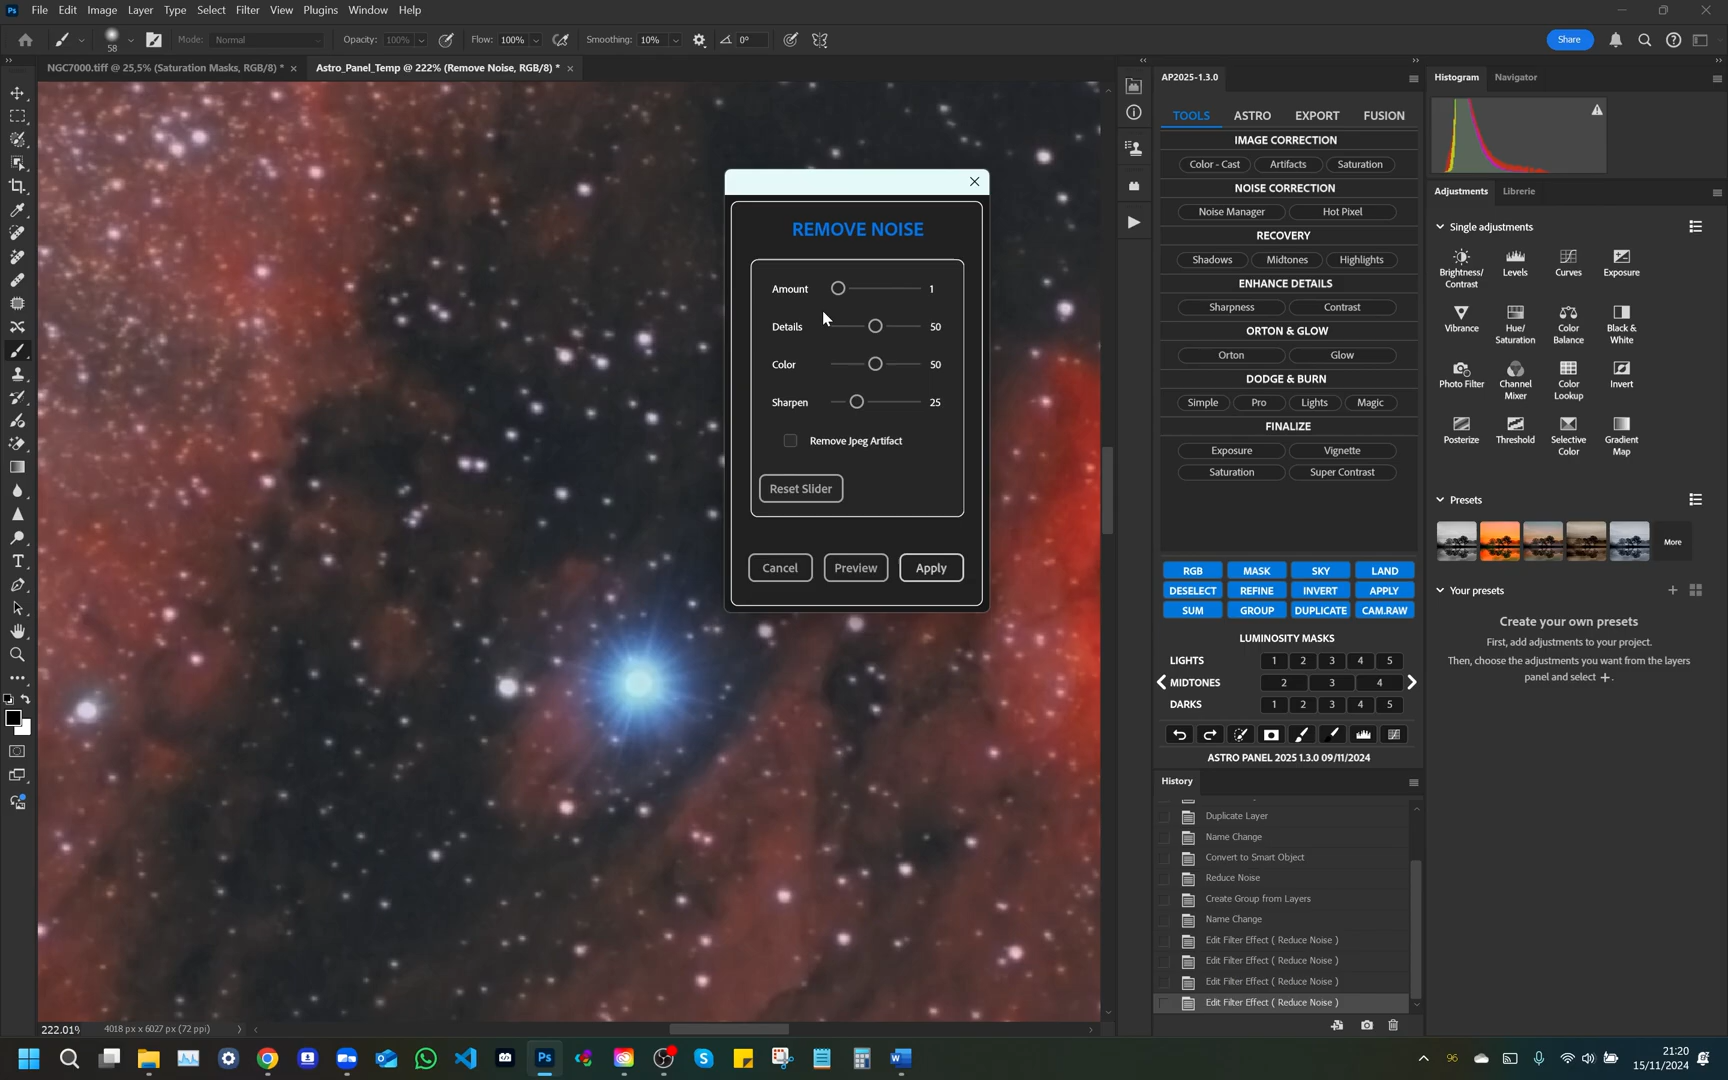 Ps File Edit Image Layer Type Select Filter View Plugins Window Help
58 Mode: Normal Opacity: 100% Flow: 100% Smoothing: 10% 0° Share
NGC7000.tiff @ 25,5% (Saturation Masks, RGB/8) * × Astro_Panel_Temp @ 222% (Remove Noise, RGB/8) * ×
REMOVE NOISE
Amount 1
Details 50
Color 50
Sharpen 25
Remove Jpeg Artifact
Reset Slider
Cancel Preview Apply
AP2025-1.3.0
TOOLS ASTRO EXPORT FUSION
IMAGE CORRECTION
Color - Cast Artifacts Saturation
NOISE CORRECTION
Noise Manager Hot Pixel
RECOVERY
Shadows Midtones Highlights
ENHANCE DETAILS
Sharpness Contrast
ORTON & GLOW
Orton Glow
DODGE & BURN
Simple Pro Lights Magic
FINALIZE
Exposure Vignette
Saturation Super Contrast
RGB MASK SKY LAND
DESELECT REFINE INVERT APPLY
SUM GROUP DUPLICATE CAM.RAW
LUMINOSITY MASKS
LIGHTS 1 2 3 4 5
MIDTONES 2 3 4
DARKS 1 2 3 4 5
ASTRO PANEL 2025 1.3.0 09/11/2024
History
Duplicate Layer
Name Change
Convert to Smart Object
Reduce Noise
Create Group from Layers
Name Change
Edit Filter Effect ( Reduce Noise )
Edit Filter Effect ( Reduce Noise )
Edit Filter Effect ( Reduce Noise )
Edit Filter Effect ( Reduce Noise )
Histogram Navigator
Adjustments Librerie
Single adjustments
Brightness/ Contrast Levels Curves Exposure
Vibrance Hue/ Saturation Color Balance Black & White
Photo Filter Channel Mixer Color Lookup Invert
Posterize Threshold Selective Color Gradient Map
Presets
More
Your presets
Create your own presets
First, add adjustments to your project.
Then, choose the adjustments you want from the layers
panel and select +.
222.01% 4018 px x 6027 px (72 ppi)
Ps 96 21:20
15/11/2024